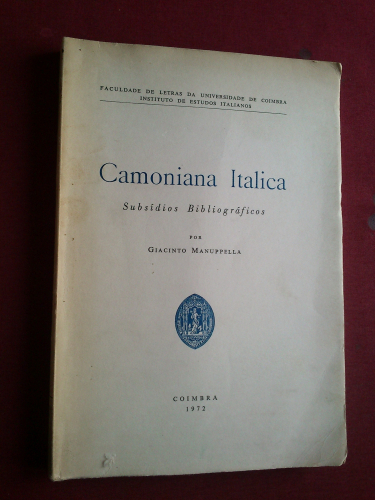 FACULDADE DE LETRAS DA UNIVERSIDADE DE COIMBRA
INSTITUTO DE ESTUDOS ITALIANOS
Camoniana Italica
Subsídios Bibliográficos
POR
GIACINTO MANUPPELLA
COIMBRA
1972